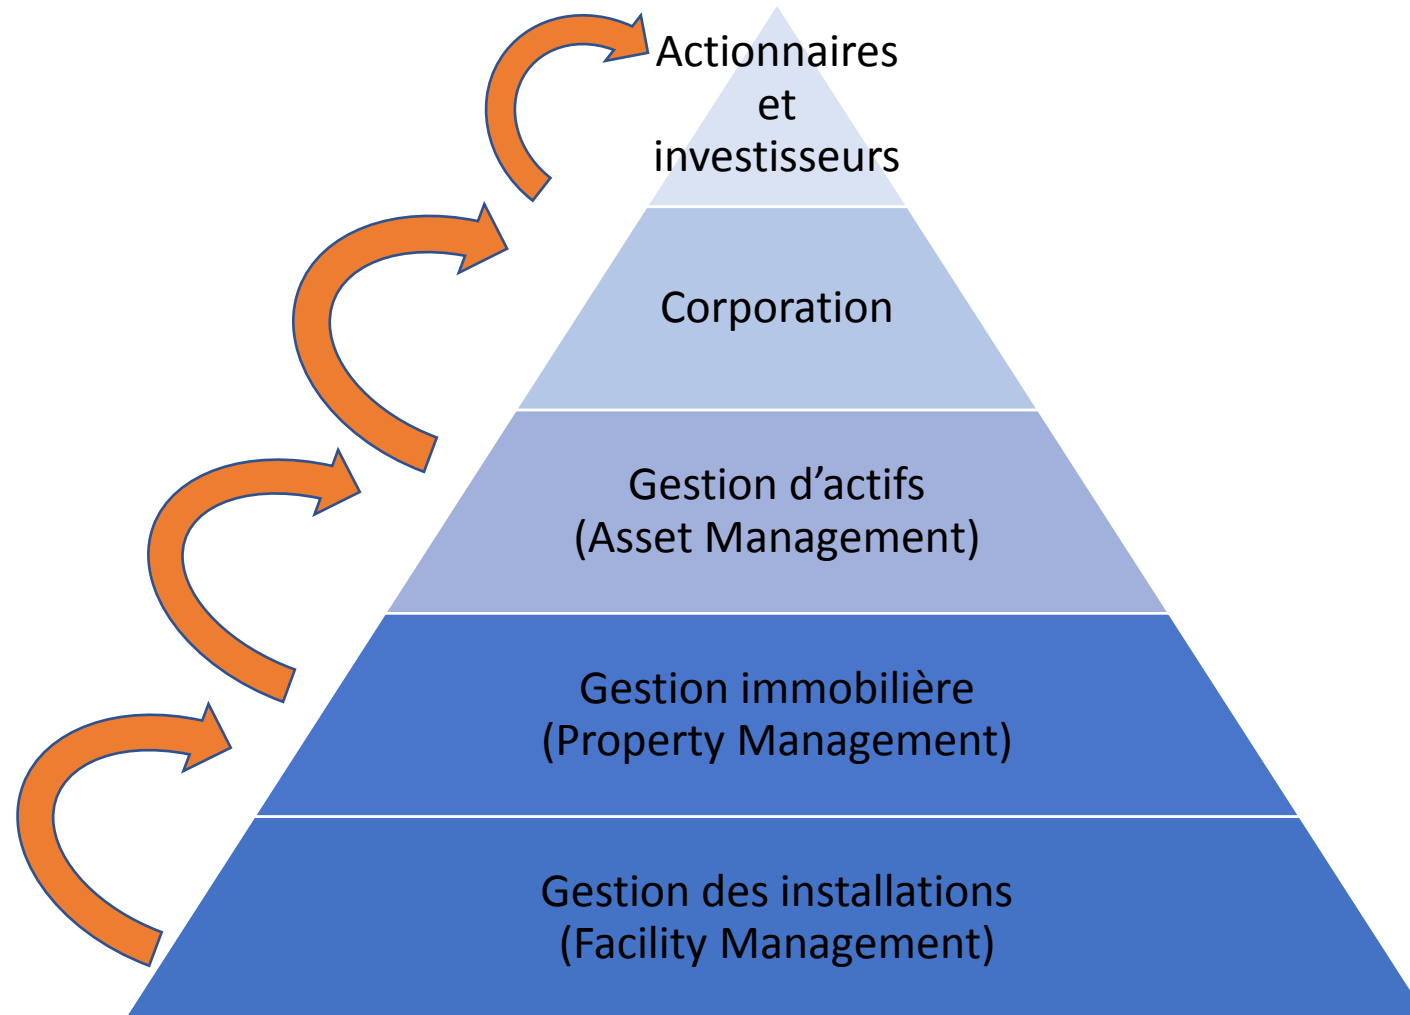 Actionnaires
et
investisseurs
Corporation
Gestion d’actifs
(Asset Management)
Gestion immobilière
(Property Management)
Gestion des installations
(Facility Management)